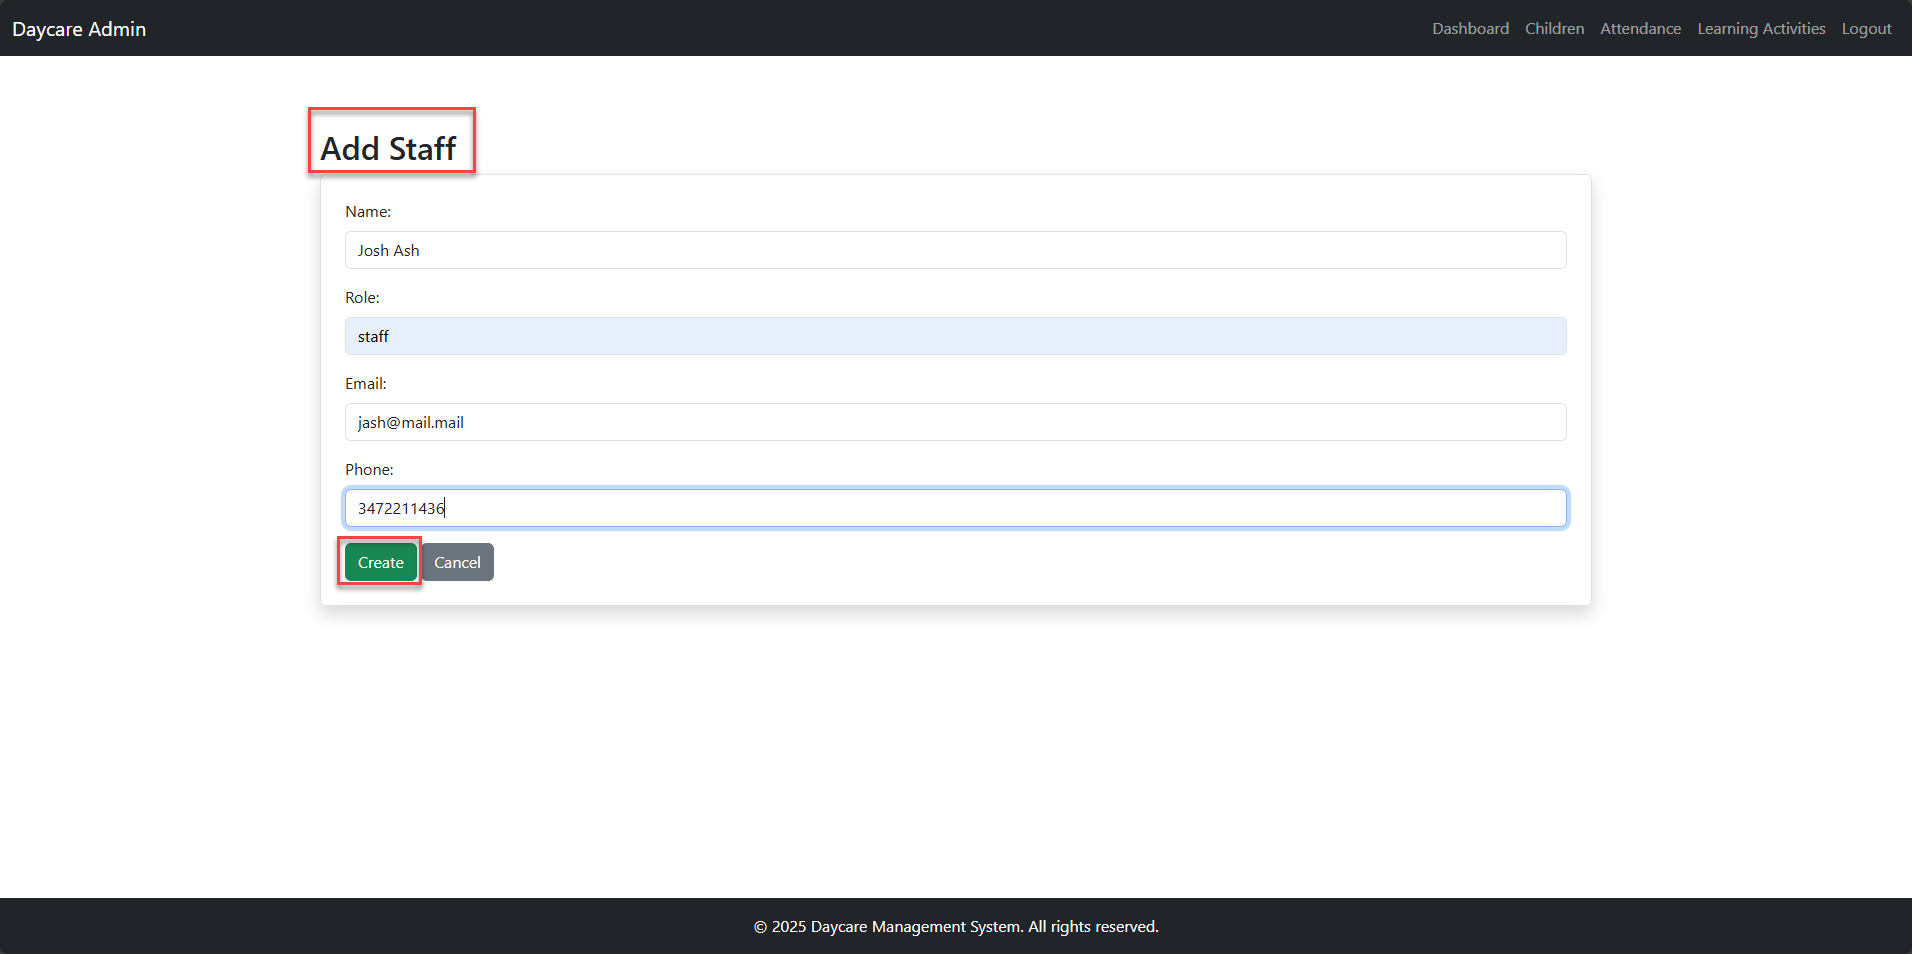 Daycare Admin
Dashboard Children Attendance Learning Activities Logout
Add Staff
Name:
Josh Ash
Role:
staff
Email:
jash@mail.mail
Phone:
3472211436
Create Cancel
© 2025 Daycare Management System. All rights reserved.